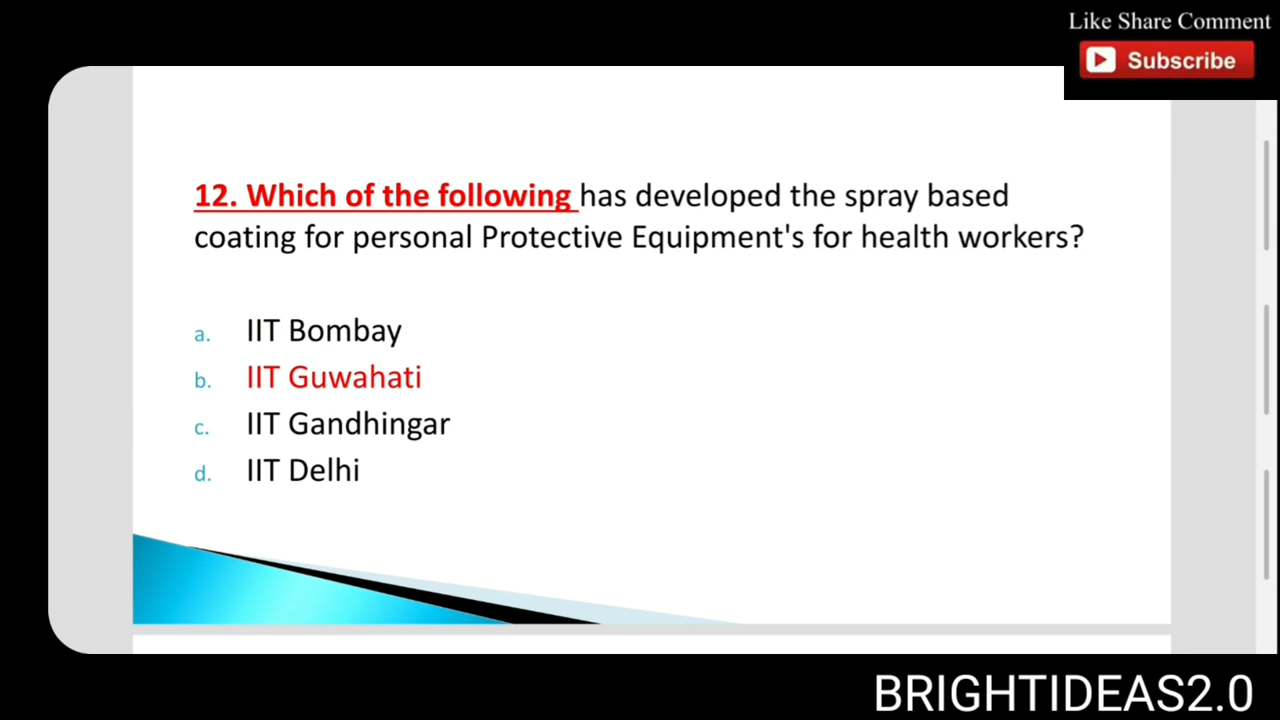 Like Share Comment
Subscribe
12. Which of the following has developed the spray based
coating for personal Protective Equipment's for health workers?
a. IIT Bombay
b. IIT Guwahati
c. IIT Gandhingar
d. IIT Delhi
BRIGHTIDEAS2.0